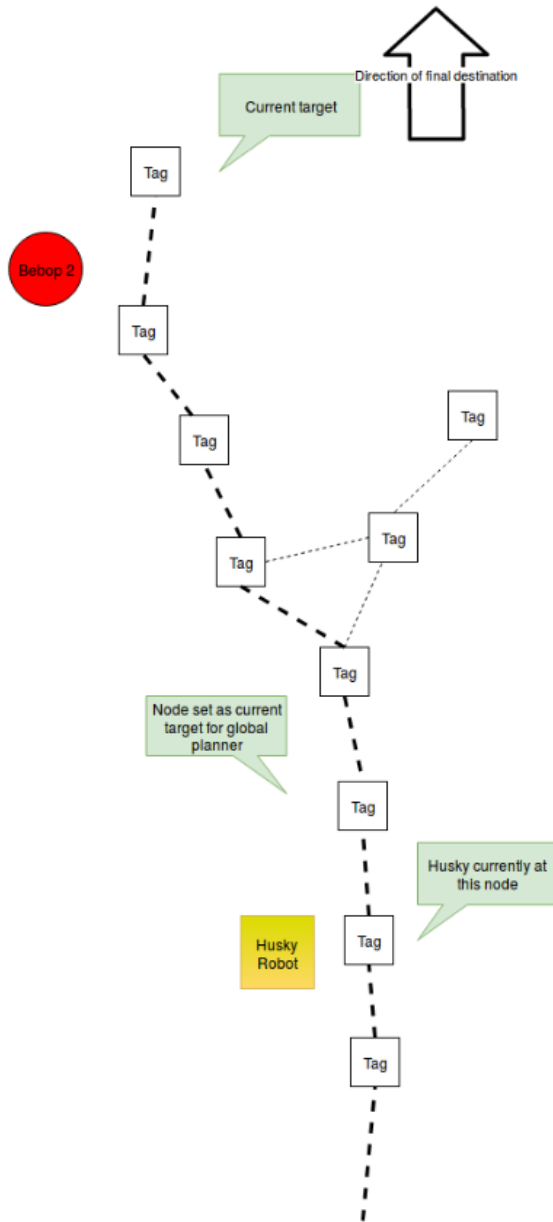 Direction of final destination
Current target
Tag
Bebop 2
Tag
Tag
Tag
Tag
Tag
Tag
Node set as current
target for global
planner
Tag
Husky currently at
this node
Husky
Robot
Tag
Tag